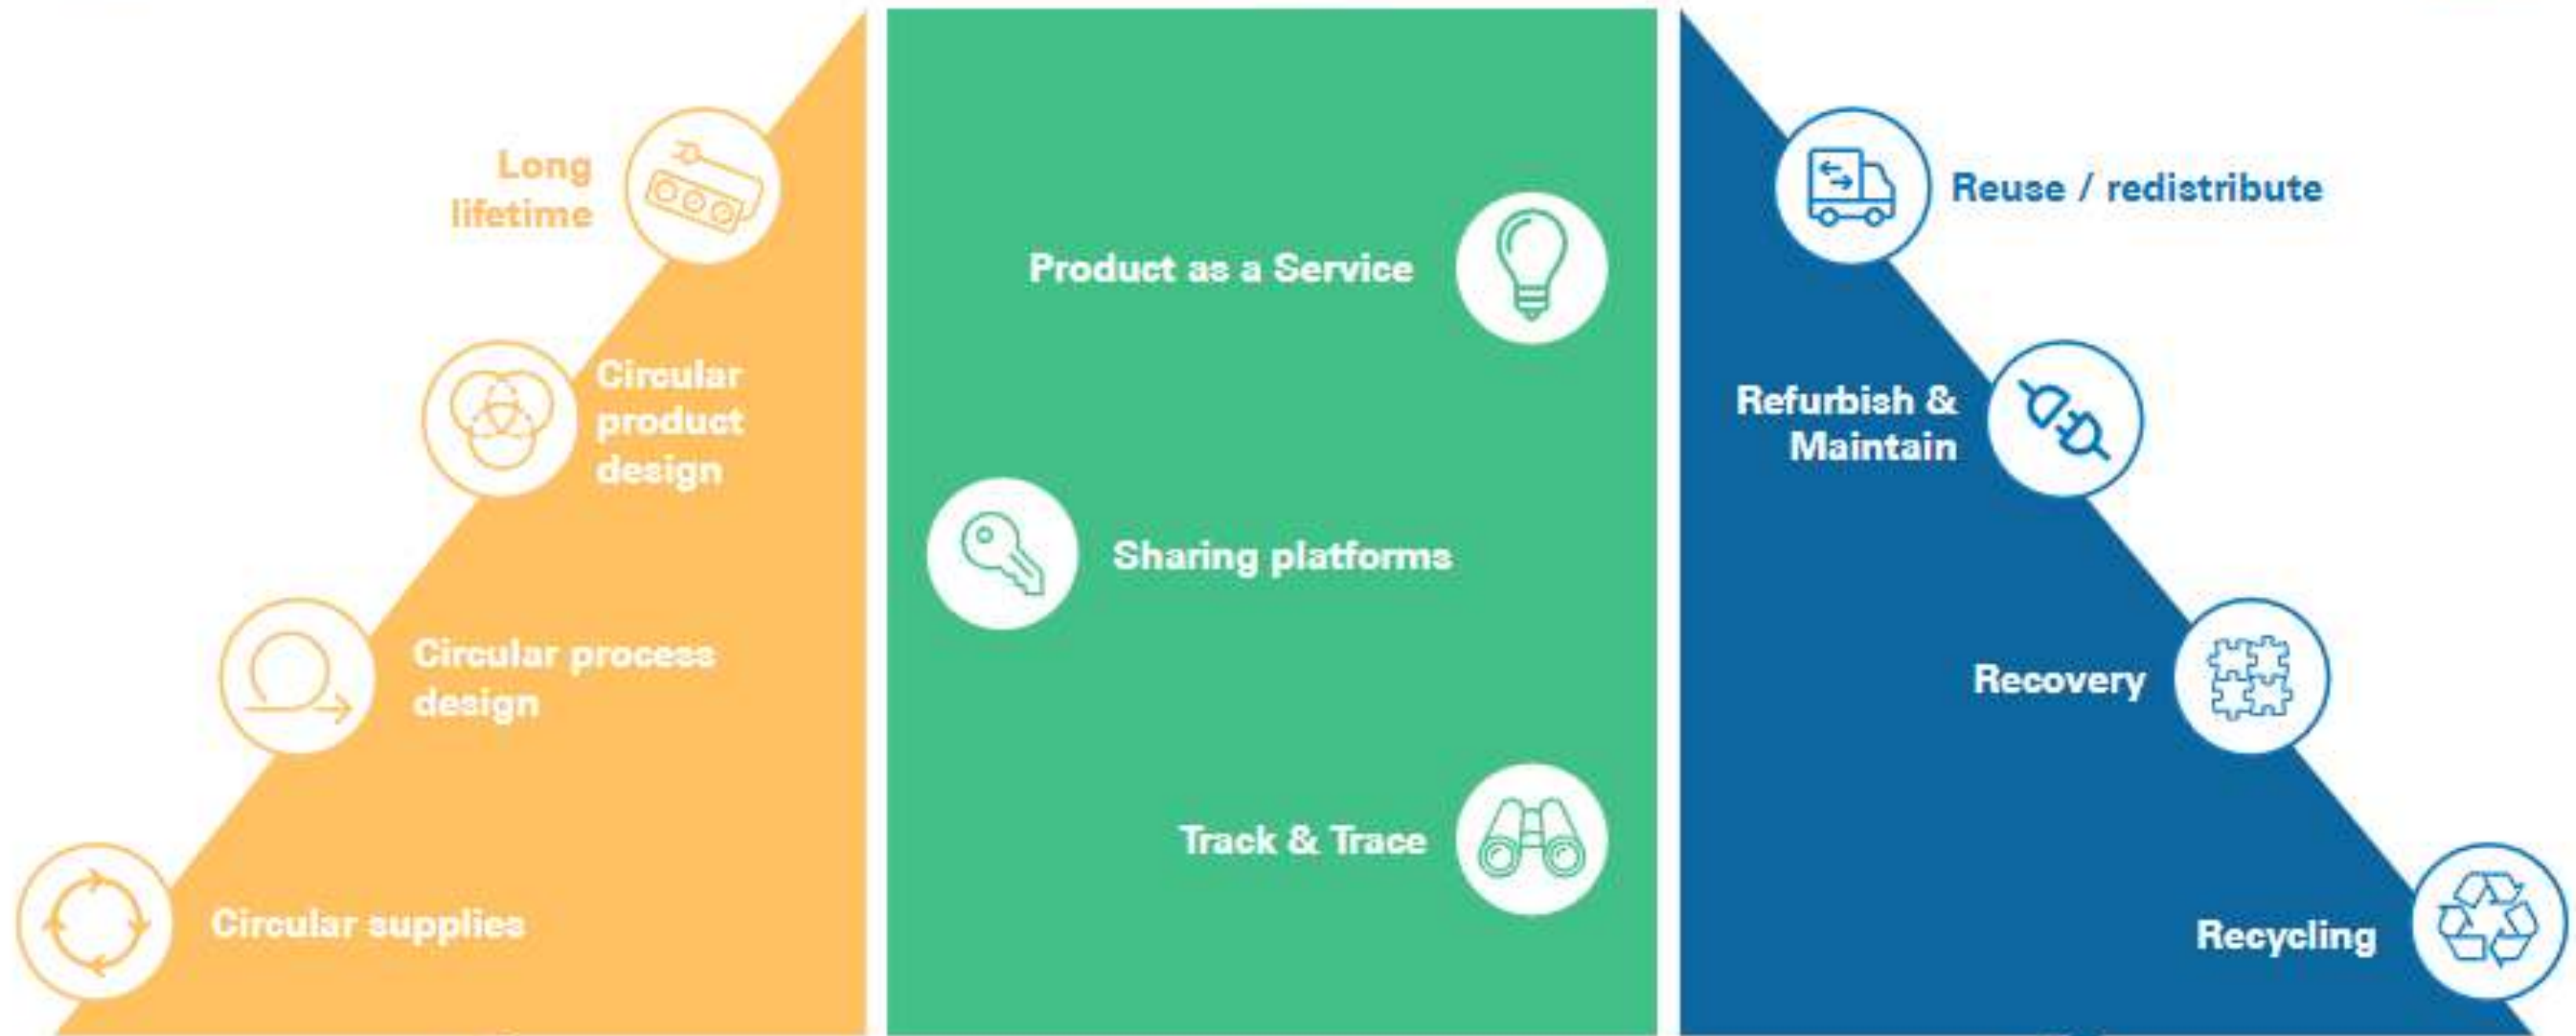 Long
lifetime
Circular
product
design
Circular process
design
Circular supplies
Product as a Service
Sharing platforms
Track & Trace
Reuse / redistribute
Refurbish &
Maintain
Recovery
Recycling